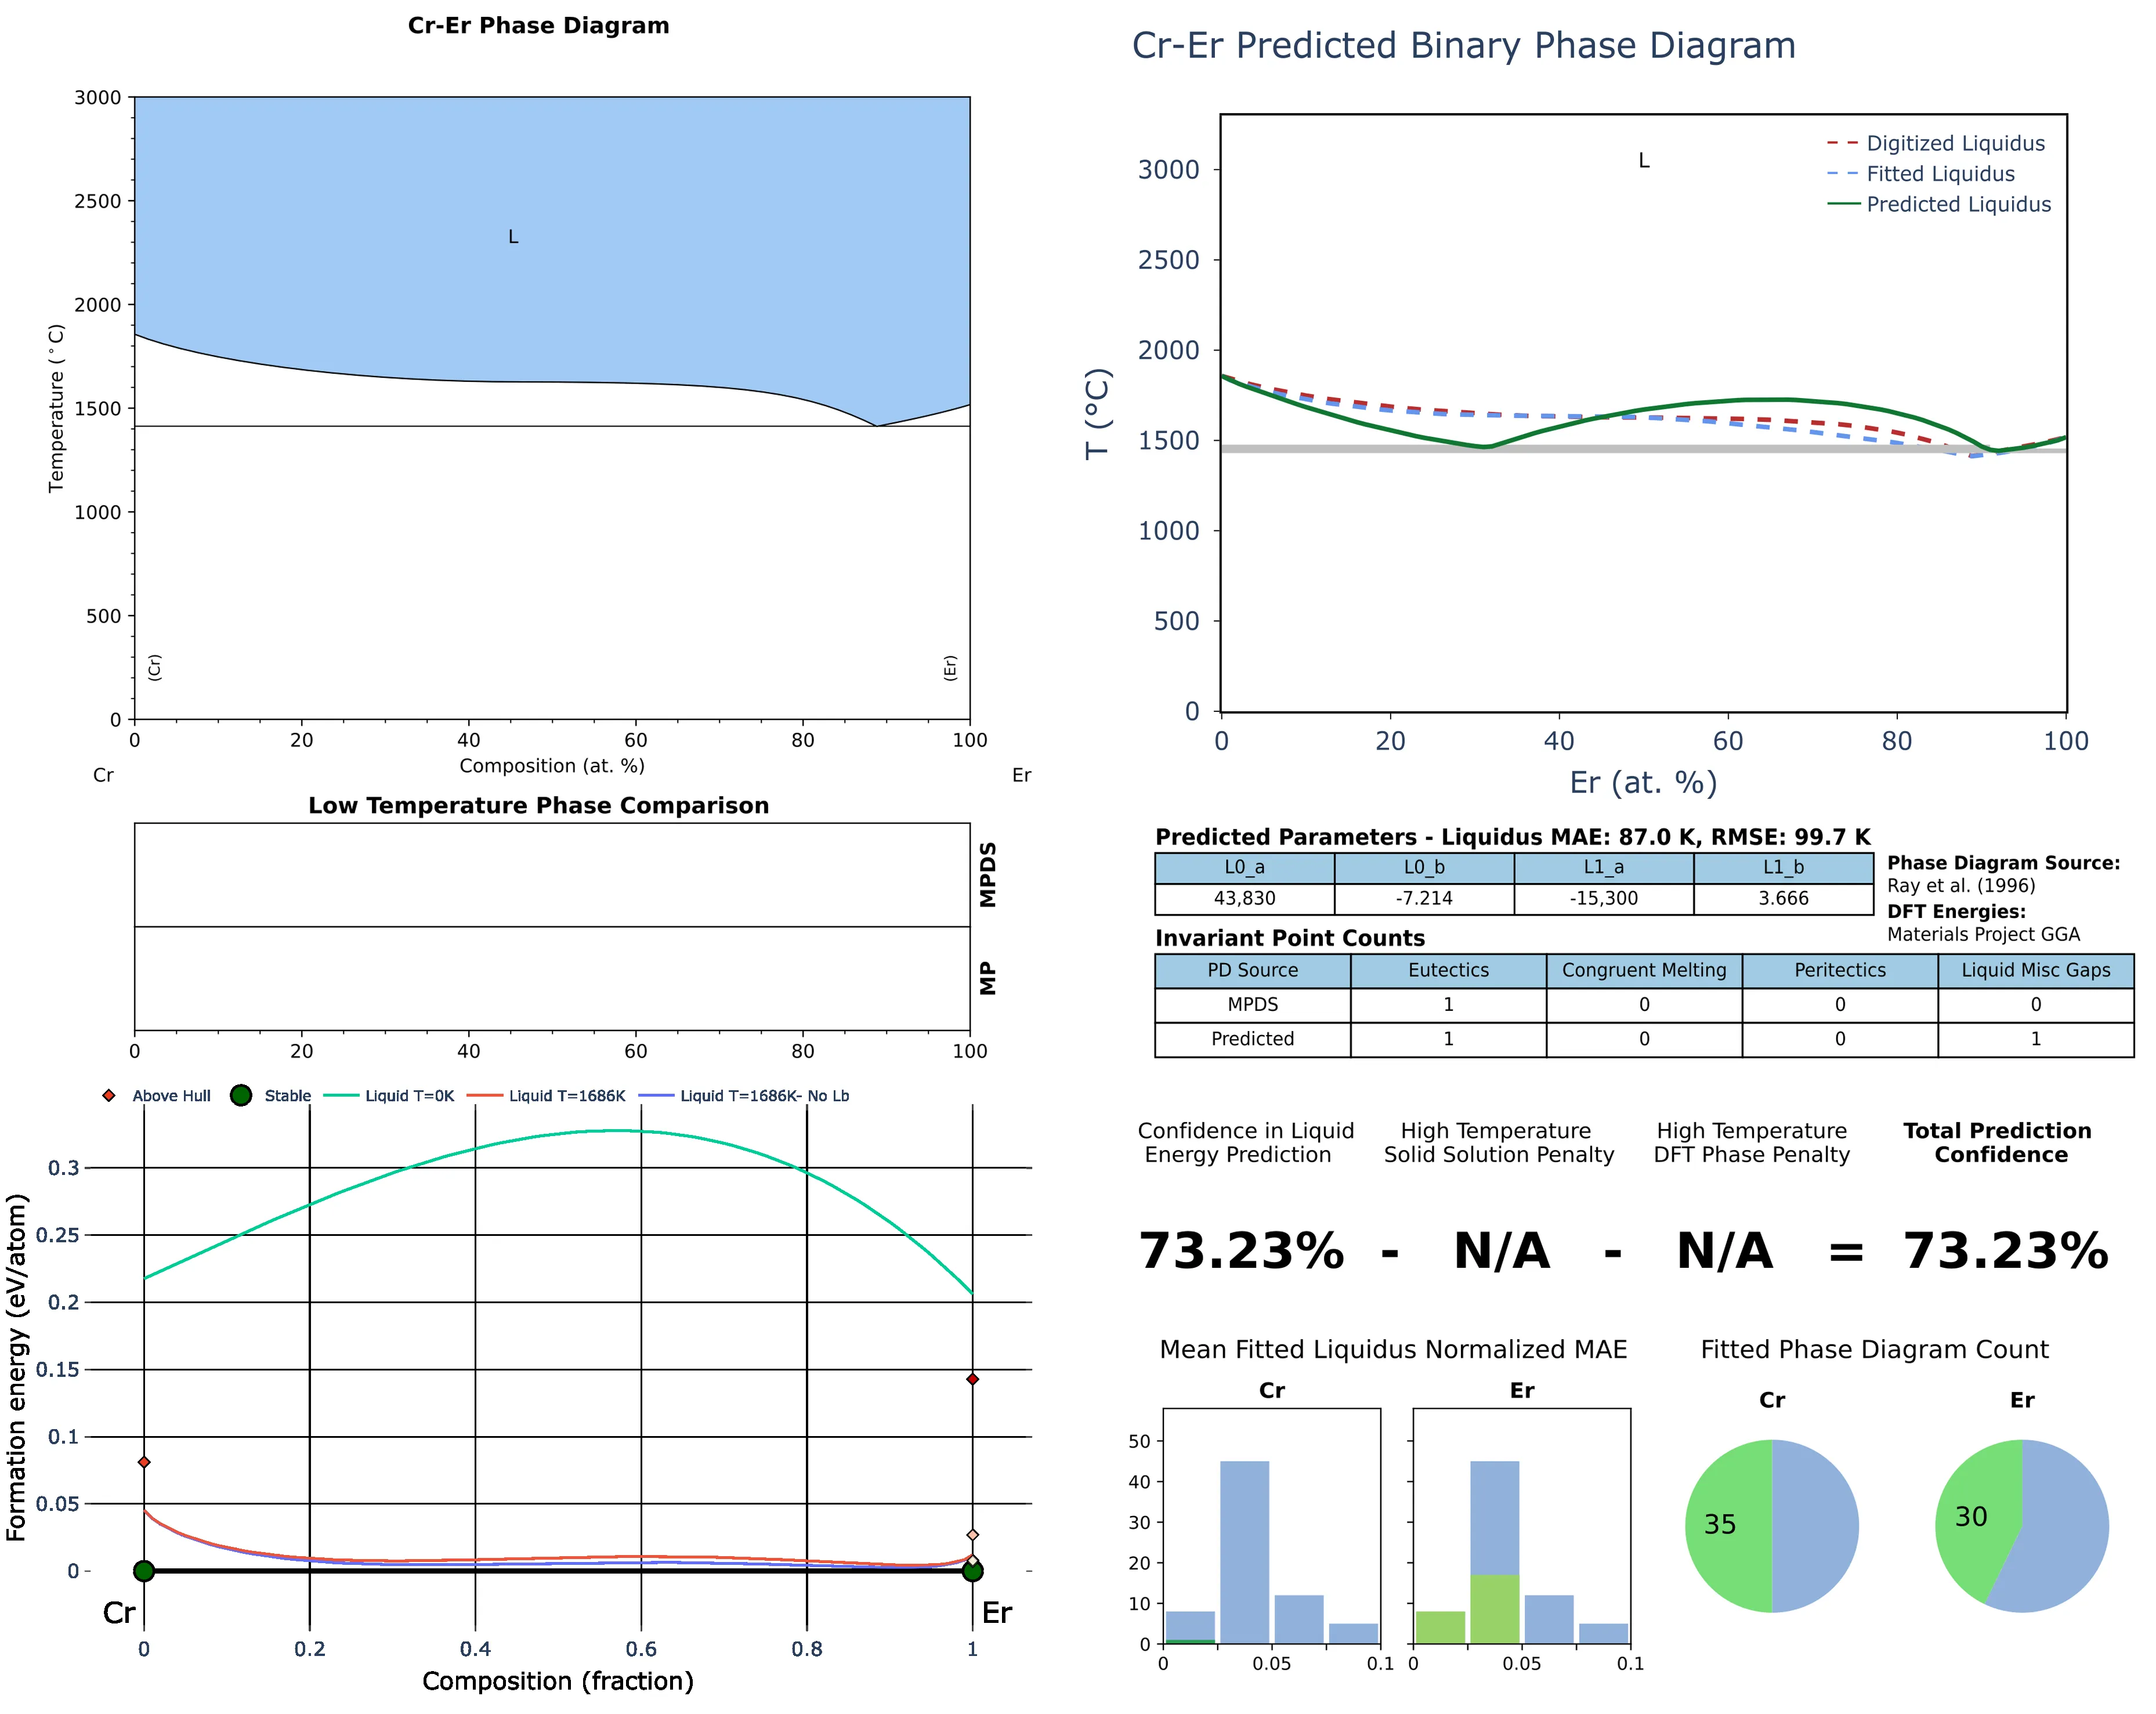 Cr-Er Phase Diagram
3000
2500
2000
1500
1000
500
0
Temperature (°C)
L
(Cr)
(Er)
0 20 40 60 80 100
Composition (at. %)
Cr Er
Low Temperature Phase Comparison
MPDS
MP
0 20 40 60 80 100
Above Hull Stable Liquid T=0K Liquid T=1686K Liquid T=1686K- No Lb
0.3
0.25
0.2
0.15
0.1
0.05
0
Formation energy (eV/atom)
Cr Er
0 0.2 0.4 0.6 0.8 1
Composition (fraction)
Cr-Er Predicted Binary Phase Diagram
L
Digitized Liquidus
Fitted Liquidus
Predicted Liquidus
3000
2500
2000
1500
1000
500
0
T (°C)
0 20 40 60 80 100
Er (at. %)
Predicted Parameters - Liquidus MAE: 87.0 K, RMSE: 99.7 K
L0_a L0_b L1_a L1_b
43,830 -7.214 -15,300 3.666
Phase Diagram Source:
Ray et al. (1996)
DFT Energies:
Materials Project GGA
Invariant Point Counts
PD Source Eutectics Congruent Melting Peritectics Liquid Misc Gaps
MPDS 1 0 0 0
Predicted 1 0 0 1
Confidence in Liquid Energy Prediction
High Temperature Solid Solution Penalty
High Temperature DFT Phase Penalty
Total Prediction Confidence
73.23% - N/A - N/A = 73.23%
Mean Fitted Liquidus Normalized MAE
Cr Er
50
40
30
20
10
0
0 0.05 0.1 0 0.05 0.1
Fitted Phase Diagram Count
Cr Er
35 30